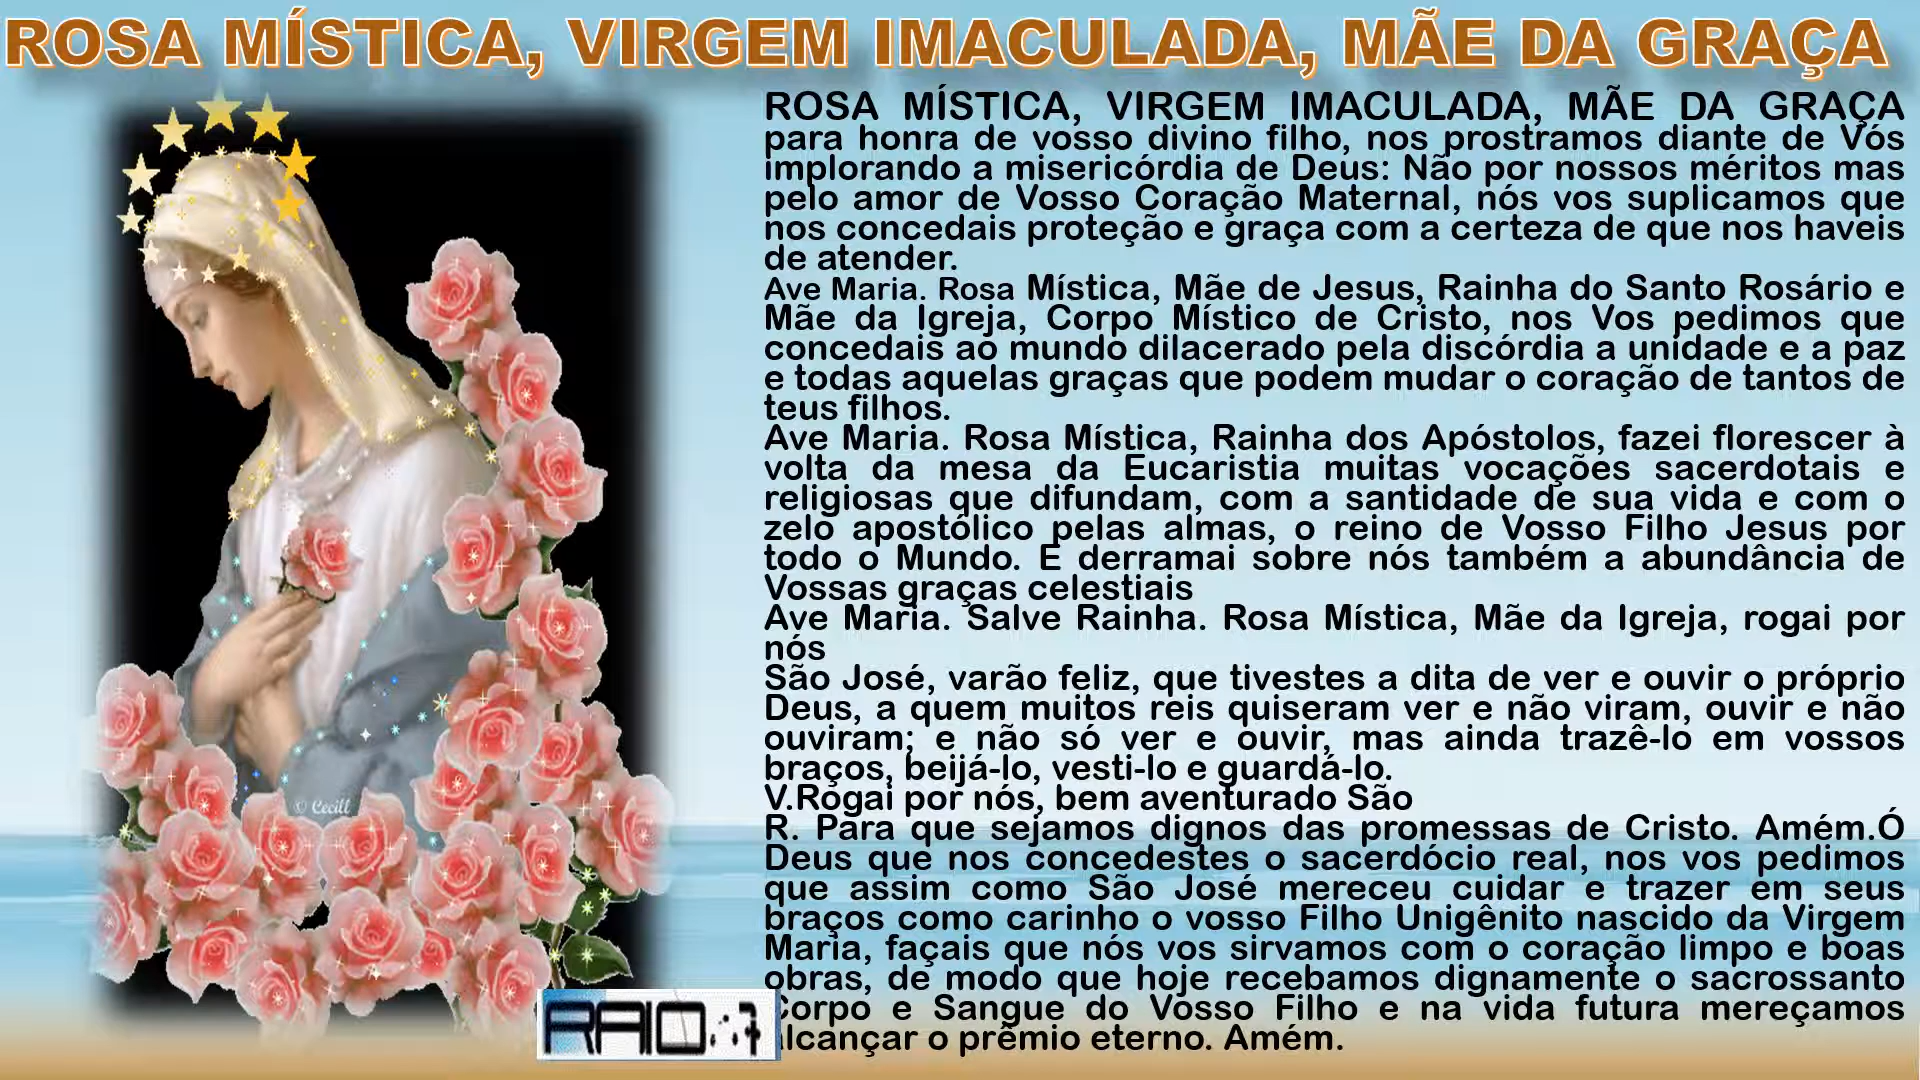 ROSA MÍSTICA, VIRGEM IMACULADA, MÃE DA GRAÇA
ROSA MÍSTICA, VIRGEM IMACULADA, MÃE DA GRAÇA
para honra de vosso divino filho, nos prostramos diante de Vós
implorando a misericórdia de Deus: Não por nossos méritos mas
pelo amor de Vosso Coração Maternal, nós vos suplicamos que
nos concedais proteção e graça com a certeza de que nos haveis
de atender.
Ave Maria. Rosa Mística, Mãe de Jesus, Rainha do Santo Rosário e
Mãe da Igreja, Corpo Místico de Cristo, nos Vos pedimos que
concedais ao mundo dilacerado pela discórdia a unidade e a paz
e todas aquelas graças que podem mudar o coração de tantos de
teus filhos.
Ave Maria. Rosa Mística, Rainha dos Apóstolos, fazei florescer à
volta da mesa da Eucaristia muitas vocações sacerdotais e
religiosas que difundam, com a santidade de sua vida e com o
zelo apostólico pelas almas, o reino de Vosso Filho Jesus por
todo o Mundo. E derramai sobre nós também a abundância de
Vossas graças celestiais
Ave Maria. Salve Rainha. Rosa Mística, Mãe da Igreja, rogai por
nós
São José, varão feliz, que tivestes a dita de ver e ouvir o próprio
Deus, a quem muitos reis quiseram ver e não viram, ouvir e não
ouviram; e não só ver e ouvir, mas ainda trazê-lo em vossos
braços, beijá-lo, vesti-lo e guardá-lo.
V.Rogai por nós, bem aventurado São
R. Para que sejamos dignos das promessas de Cristo. Amém.Ó
Deus que nos concedestes o sacerdócio real, nos vos pedimos
que assim como São José mereceu cuidar e trazer em seus
braços como carinho o vosso Filho Unigênito nascido da Virgem
Maria, façais que nós vos sirvamos com o coração limpo e boas
obras, de modo que hoje recebamos dignamente o sacrossanto
Corpo e Sangue do Vosso Filho e na vida futura mereçamos
alcançar o prêmio eterno. Amém.
© Cecill
RAIO.:7